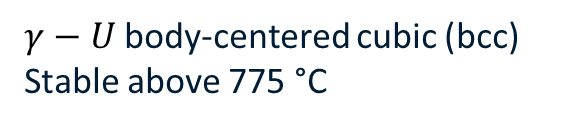 γ − U body-centered cubic (bcc)
Stable above 775 °C